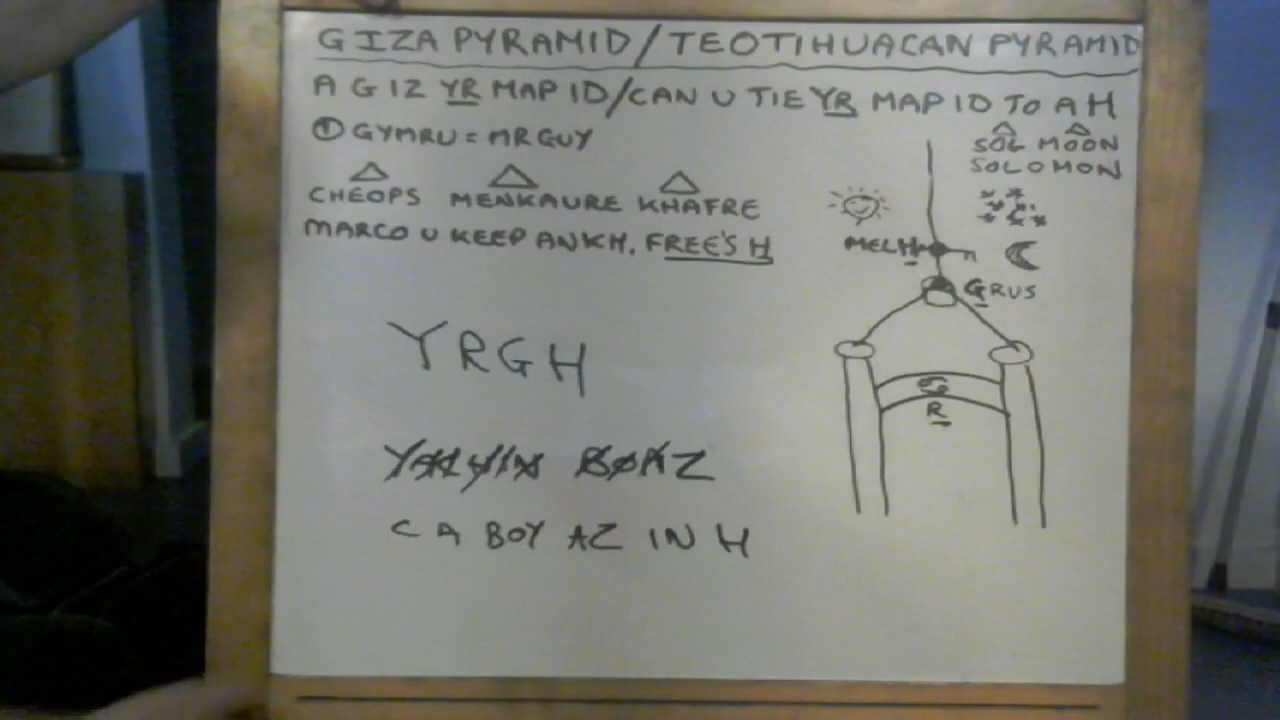 GIZA PYRAMID/TEOTIHUACAN PYRAMID
A GIZ YR MAP ID/CAN U TIE YR MAP ID TO A H
① GYMRU = MR GUY
SOL MOON
SOLOMON
CHEOPS MENKAURE KHAFRE
MARCO U KEEP ANKH. FREE'S H
MELH
GRUS
YRGH
R
C A BOY AZ IN H